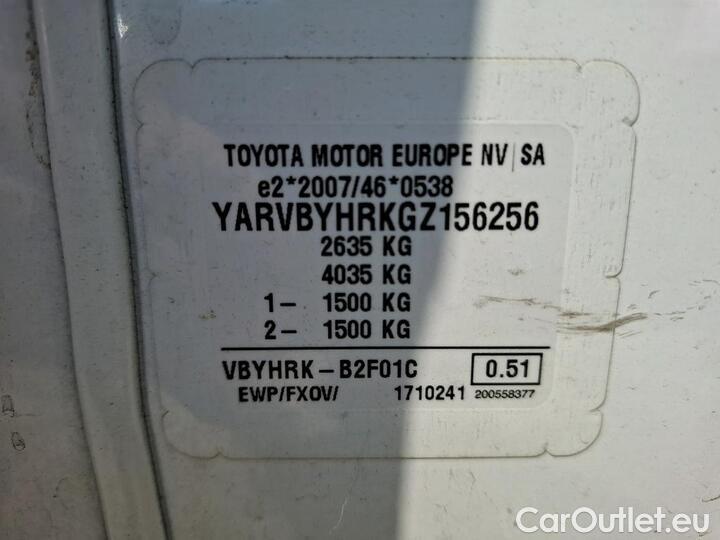 TOYOTA MOTOR EUROPE NV/SA
e2*2007/46*0538
YARVBYHRKGZ156256
2635 KG
4035 KG
1- 1500 KG
2- 1500 KG
VBYHRK-B2F01C 0.51
EWP/FXOV/ 1710241 200558377
CarOutlet.eu